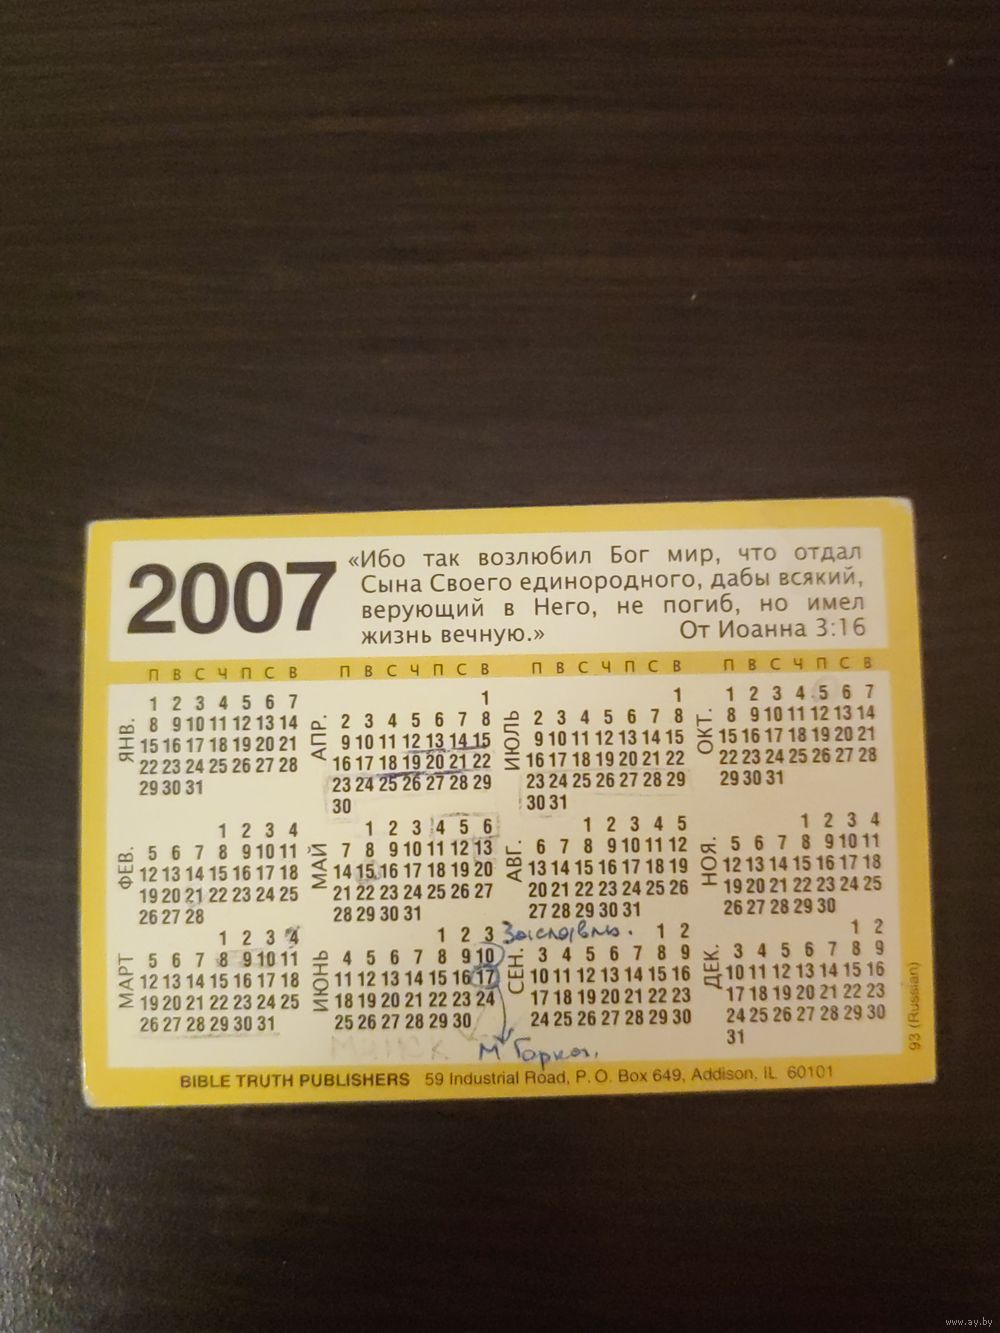 2007
«Ибо так возлюбил Бог мир, что отдал
Сына Своего единородного, дабы всякий,
верующий в Него, не погиб, но имел
жизнь вечную.» От Иоанна 3:16
П В С Ч П С В
ЯНВ.
1 2 3 4 5 6 7
8 9 10 11 12 13 14
15 16 17 18 19 20 21
22 23 24 25 26 27 28
29 30 31
ФЕВ.
1 2 3 4
5 6 7 8 9 10 11
12 13 14 15 16 17 18
19 20 21 22 23 24 25
26 27 28
МАРТ
1 2 3 4
5 6 7 8 9 10 11
12 13 14 15 16 17 18
19 20 21 22 23 24 25
26 27 28 29 30 31
П В С Ч П С В
АПР.
1
2 3 4 5 6 7 8
9 10 11 12 13 14 15
16 17 18 19 20 21 22
23 24 25 26 27 28 29
30
МАЙ
1 2 3 4 5 6
7 8 9 10 11 12 13
14 15 16 17 18 19 20
21 22 23 24 25 26 27
28 29 30 31
ИЮНЬ
1 2 3
4 5 6 7 8 9 10
11 12 13 14 15 16 17
18 19 20 21 22 23 24
25 26 27 28 29 30
П В С Ч П С В
ИЮЛЬ
1
2 3 4 5 6 7 8
9 10 11 12 13 14 15
16 17 18 19 20 21 22
23 24 25 26 27 28 29
30 31
АВГ.
1 2 3 4 5
6 7 8 9 10 11 12
13 14 15 16 17 18 19
20 21 22 23 24 25 26
27 28 29 30 31
СЕН.
1 2
3 4 5 6 7 8 9
10 11 12 13 14 15 16
17 18 19 20 21 22 23
24 25 26 27 28 29 30
П В С Ч П С В
ОКТ.
1 2 3 4 5 6 7
8 9 10 11 12 13 14
15 16 17 18 19 20 21
22 23 24 25 26 27 28
29 30 31
НОЯ.
1 2 3 4
5 6 7 8 9 10 11
12 13 14 15 16 17 18
19 20 21 22 23 24 25
26 27 28 29 30
ДЕК.
1 2
3 4 5 6 7 8 9
10 11 12 13 14 15 16
17 18 19 20 21 22 23
24 25 26 27 28 29 30
31
93 (Russian)
BIBLE TRUTH PUBLISHERS 59 Industrial Road, P. O. Box 649, Addison, IL 60101
www.ay.by